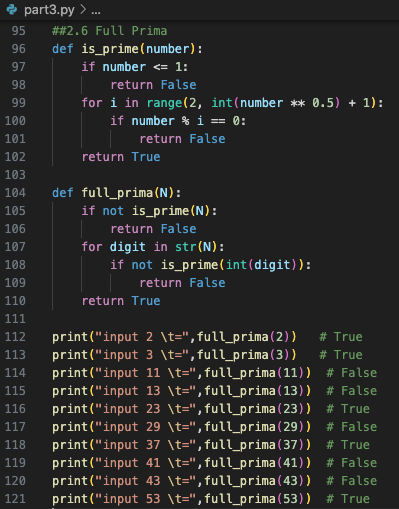 part3.py > ...
95 ##2.6 Full Prima
96 def is_prime(number):
97     if number <= 1:
98         return False
99     for i in range(2, int(number ** 0.5) + 1):
100         if number % i == 0:
101             return False
102     return True
103
104 def full_prima(N):
105     if not is_prime(N):
106         return False
107     for digit in str(N):
108         if not is_prime(int(digit)):
109             return False
110     return True
111
112 print("input 2 \t=",full_prima(2))   # True
113 print("input 3 \t=",full_prima(3))   # True
114 print("input 11 \t=",full_prima(11))  # False
115 print("input 13 \t=",full_prima(13))  # False
116 print("input 23 \t=",full_prima(23))  # True
117 print("input 29 \t=",full_prima(29))  # False
118 print("input 37 \t=",full_prima(37))  # True
119 print("input 41 \t=",full_prima(41))  # False
120 print("input 43 \t=",full_prima(43))  # False
121 print("input 53 \t=",full_prima(53))  # True